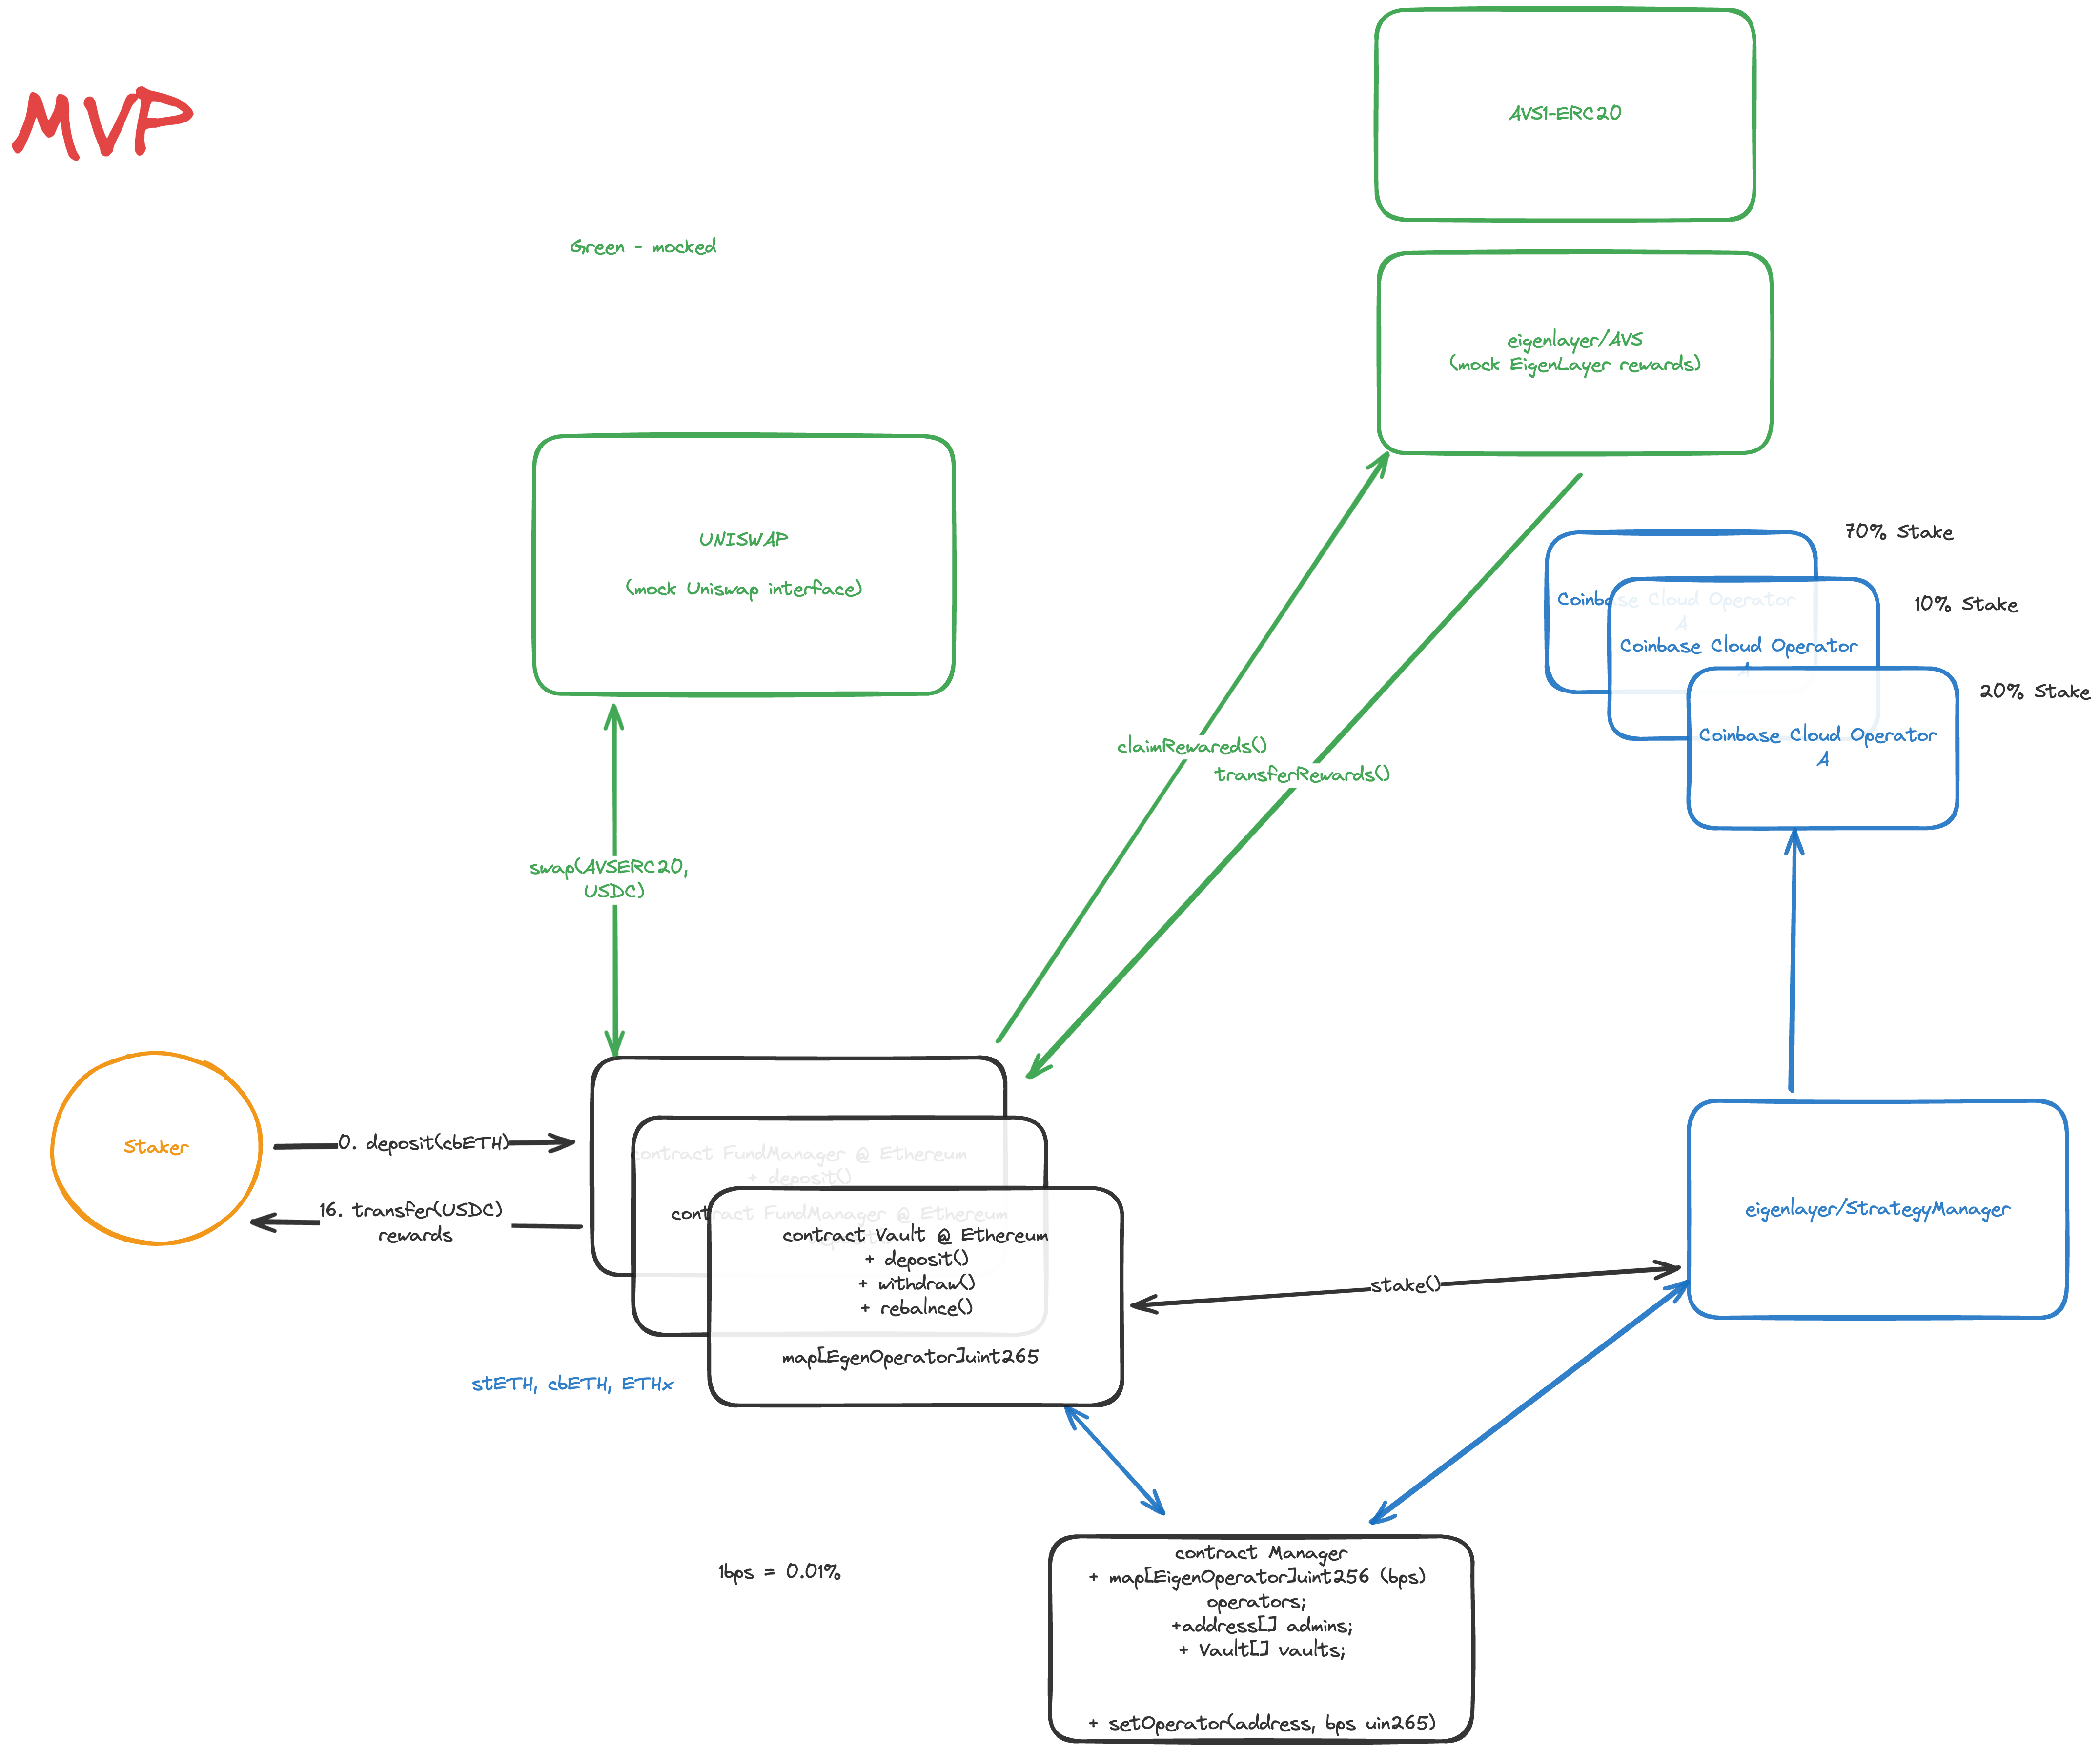 MVP
AVS1-ERC20
Green - mocked
eigenlayer/AVS
(mock EigenLayer rewards)
UNISWAP
(mock Uniswap interface)
70% Stake
Coinbase Cloud Operator
A
10% Stake
Coinbase Cloud Operator
A
20% Stake
Coinbase Cloud Operator
A
claimRewareds()
transferRewards()
swap(AVSERC20,
USDC)
staker
0. deposit(cbETH)
16. transfer(USDC)
rewards
contract FundManager @ Ethereum
+ deposit()
contract FundManager @ Ethereum
contract Vault @ Ethereum
+ deposit()
+ withdraw()
+ rebalnce()
map[EgenOperator]uint265
stETH, cbETH, ETHx
stake()
eigenlayer/StrategyManager
1bps = 0.01%
contract Manager
+ map[EigenOperator]uint256 (bps)
operators;
+address[] admins;
+ Vault[] vaults;
+ setOperator(address, bps uin265)